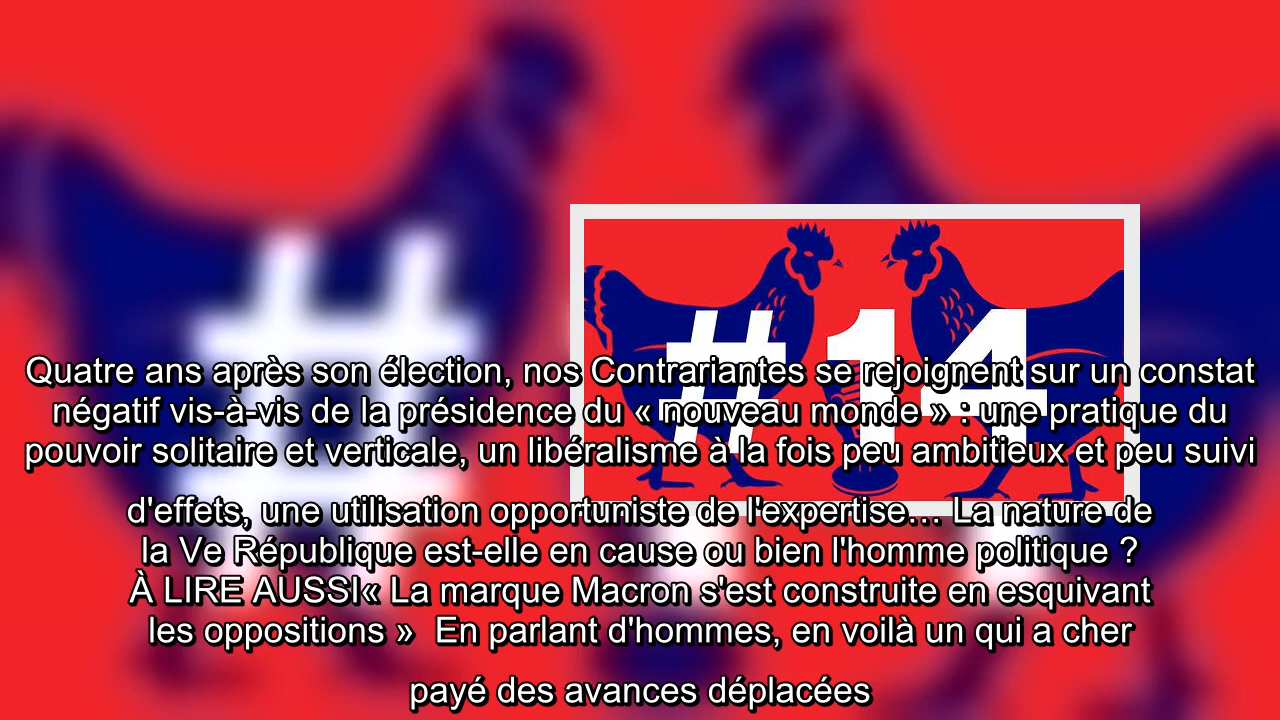 #14
Quatre ans après son élection, nos Contrariantes se rejoignent sur un constat
négatif vis-à-vis de la présidence du « nouveau monde » : une pratique du
pouvoir solitaire et verticale, un libéralisme à la fois peu ambitieux et peu suivi
d'effets, une utilisation opportuniste de l'expertise… La nature de
la Ve République est-elle en cause ou bien l'homme politique ?
À LIRE AUSSI« La marque Macron s'est construite en esquivant
les oppositions »  En parlant d'hommes, en voilà un qui a cher
payé des avances déplacées